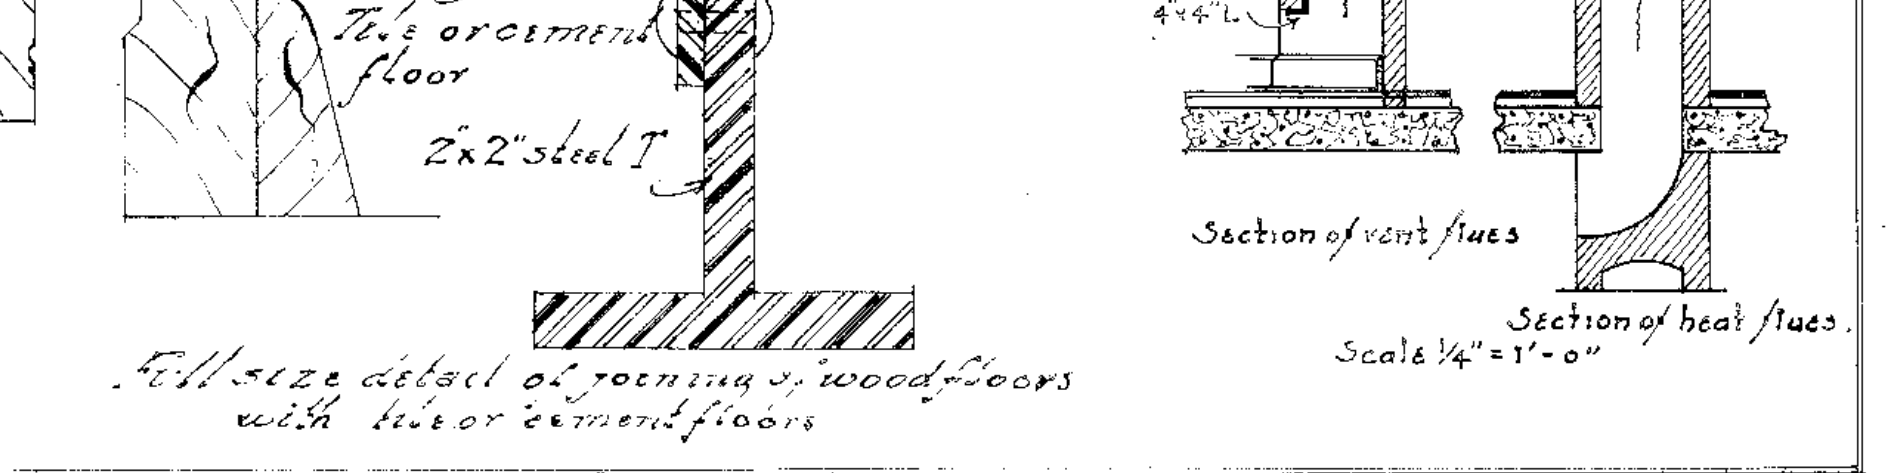 Tile or cement
floor
2"x2" steel T
Full size detail of joining of wood floors
with tile or cement floors
4"x4"L
Section of vent flues
Section of heat flues.
Scale 1/4" = 1'-0"